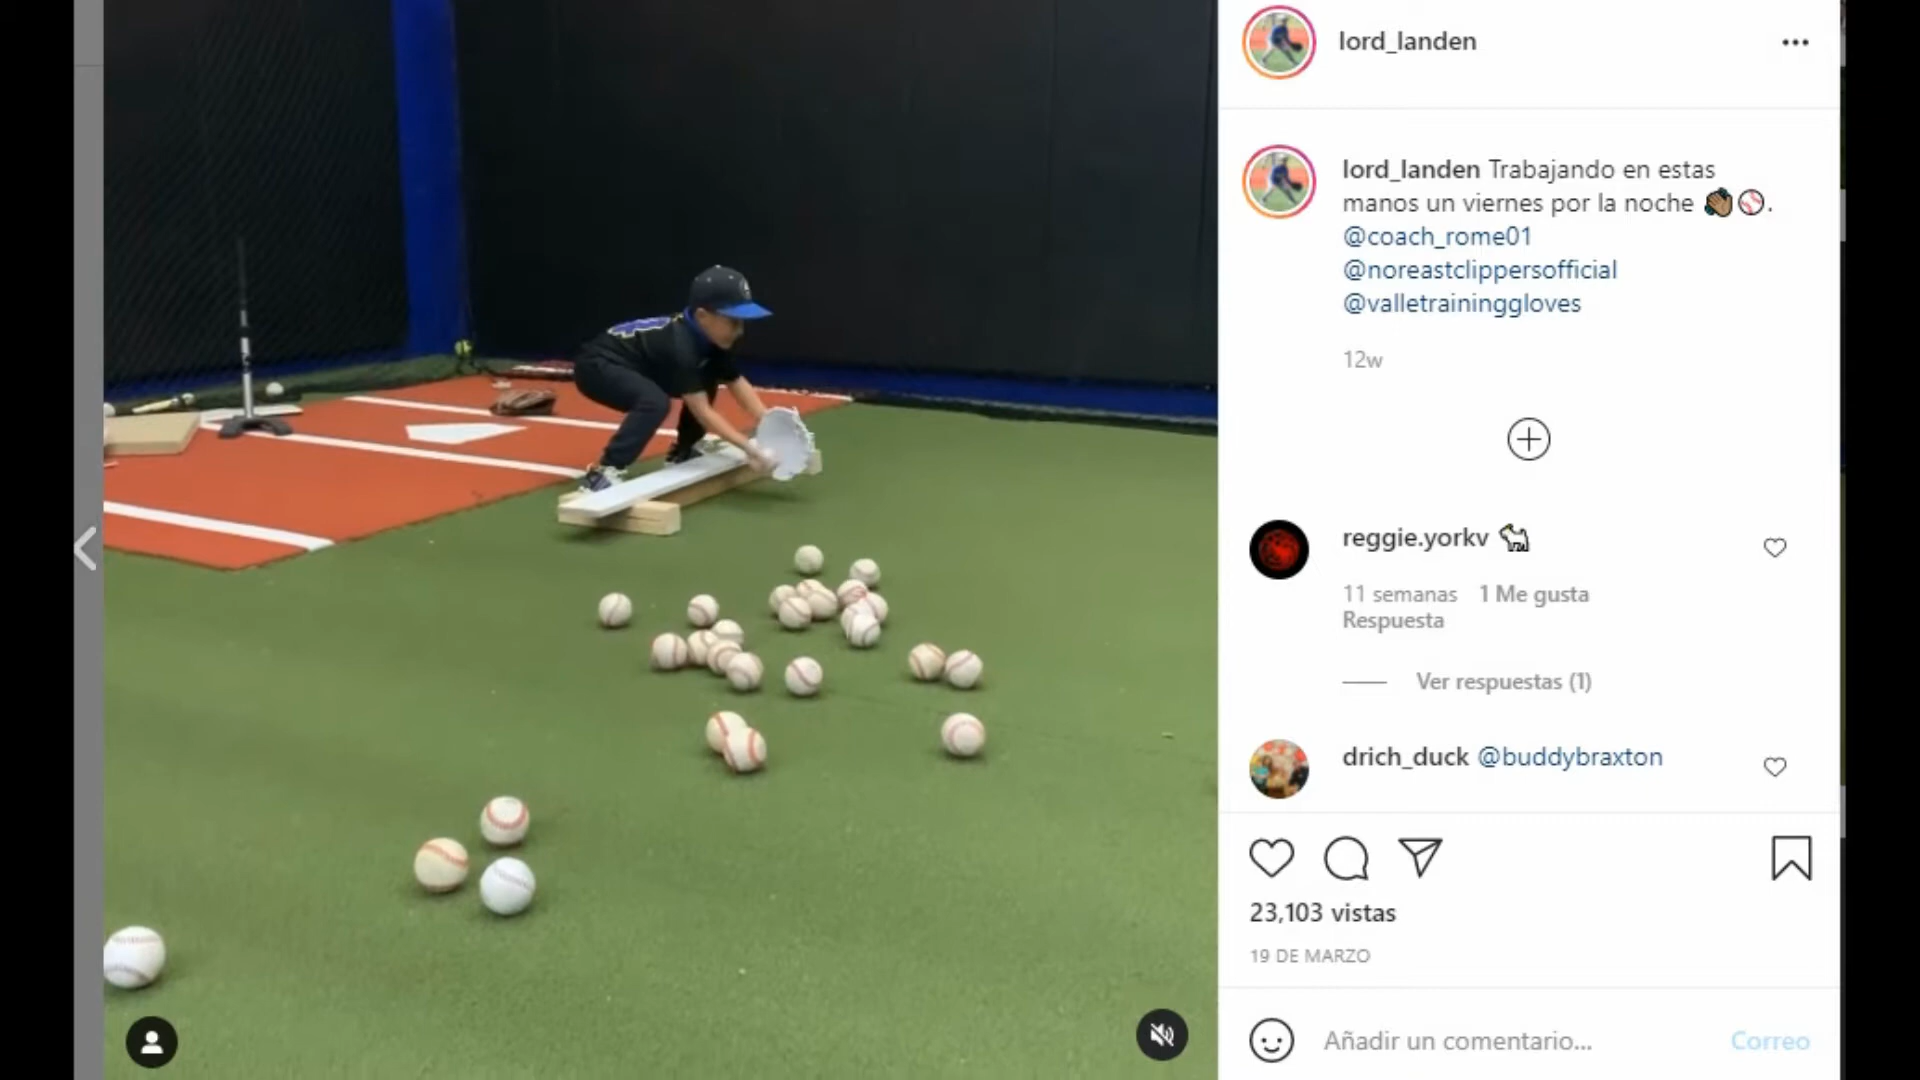 lord_landen
lord_landen Trabajando en estas
manos un viernes por la noche 👏🏽⚾.
@coach_rome01
@noreastclippersofficial
@valletraininggloves
12w
reggie.yorkv 🐐
11 semanas 1 Me gusta
Respuesta
Ver respuestas (1)
drich_duck @buddybraxton
23,103 vistas
19 DE MARZO
Añadir un comentario...
Correo